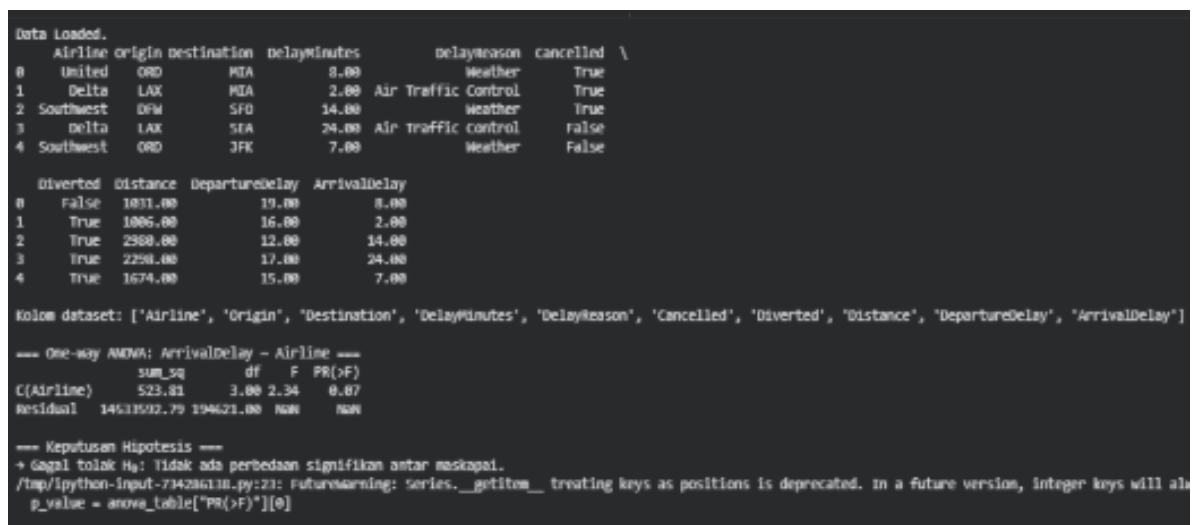 Data Loaded.
Airline Origin Destination DelayMinutes DelayReason Cancelled \
0 United ORD MIA 8.00 Weather True
1 Delta LAX MIA 2.00 Air Traffic Control True
2 Southwest DFW SFO 14.00 Weather True
3 Delta LAX SEA 24.00 Air Traffic Control False
4 Southwest ORD JFK 7.00 Weather False
Diverted Distance DepartureDelay ArrivalDelay
0 False 1031.00 19.00 8.00
1 True 1006.00 16.00 2.00
2 True 2980.00 12.00 14.00
3 True 2298.00 17.00 24.00
4 True 1674.00 15.00 7.00
Kolom dataset: ['Airline', 'Origin', 'Destination', 'DelayMinutes', 'DelayReason', 'Cancelled', 'Diverted', 'Distance', 'DepartureDelay', 'ArrivalDelay']
=== One-way ANOVA: ArrivalDelay ~ Airline ===
sum_sq df F PR(>F)
C(Airline) 523.81 3.00 2.34 0.07
Residual 14533592.79 194621.00 NaN NaN
=== Keputusan Hipotesis ===
→ Gagal tolak H₀: Tidak ada perbedaan signifikan antar maskapai.
FutureWarning: Series.__getitem__ treating keys as positions is deprecated. In a future version, integer keys will
p_value = anova_table["PR(>F)"][0]